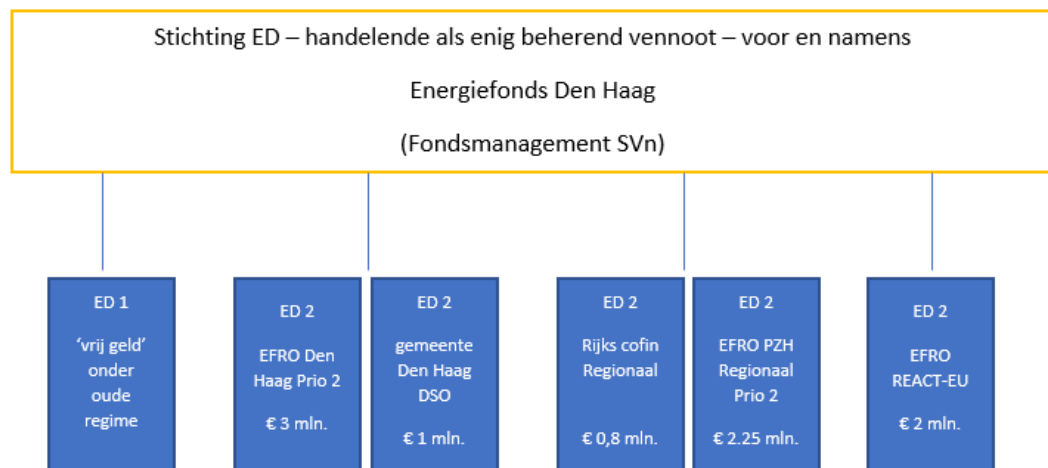 Stichting ED – handelende als enig beherend vennoot – voor en namens
Energiefonds Den Haag
(Fondsmanagement SVn)
ED 1
‘vrij geld’
onder
oude
regime
ED 2
EFRO Den
Haag Prio 2
€ 3 mln.
ED 2
gemeente
Den Haag
DSO
€ 1 mln.
ED 2
Rijks cofin
Regionaal
€ 0,8 mln.
ED 2
EFRO PZH
Regionaal
Prio 2
€ 2.25 mln.
ED 2
EFRO
REACT-EU
€ 2 mln.